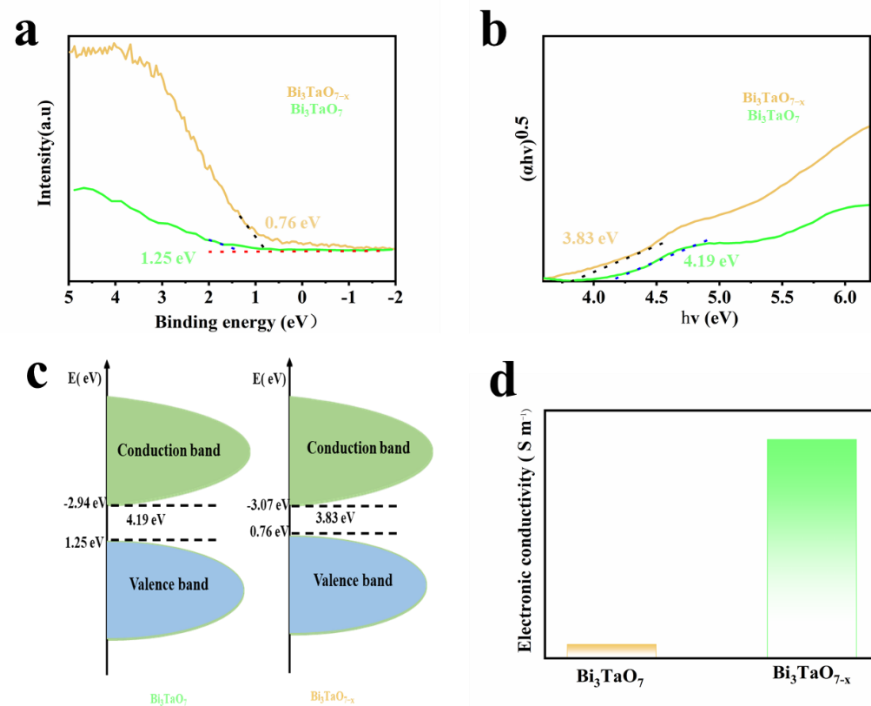 a
Bi₃TaO₇₋ₓ
Bi₃TaO₇
Intensity(a.u)
0.76 eV
1.25 eV
5 4 3 2 1 0 -1 -2
Binding energy (eV）
b
Bi₃TaO₇₋ₓ
Bi₃TaO₇
(αhv)⁰·⁵
3.83 eV
4.19 eV
4.0 4.5 5.0 5.5 6.0
hv (eV)
c
E( eV)
Conduction band
-2.94 eV
4.19 eV
1.25 eV
Valence band
Bi₃TaO₇
E( eV)
Conduction band
-3.07 eV
3.83 eV
0.76 eV
Valence band
Bi₃TaO₇₋ₓ
d
Electronic conductivity ( S m⁻¹)
Bi₃TaO₇
Bi₃TaO₇₋ₓ